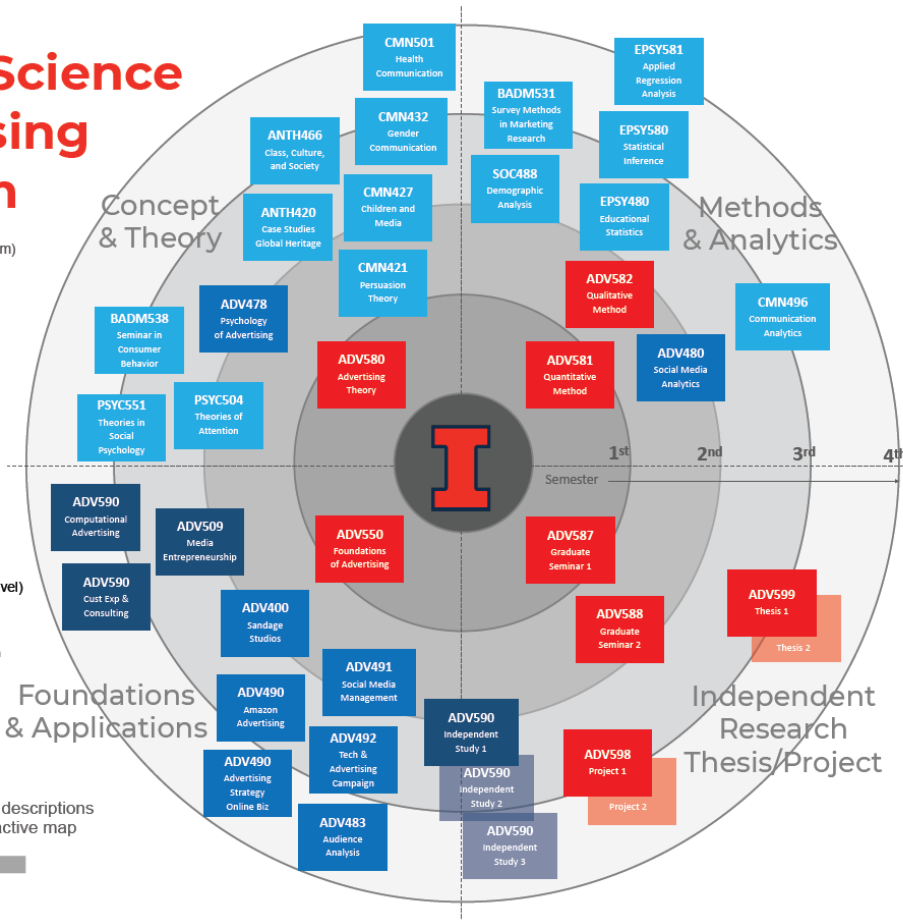 Science
sing
n
m)
Concept
& Theory
CMN501
Health
Communication
CMN432
Gender
Communication
ANTH466
Class, Culture,
and Society
CMN427
Children and
Media
ANTH420
Case Studies
Global Heritage
CMN421
Persuasion
Theory
ADV478
Psychology
of Advertising
BADM538
Seminar in
Consumer
Behavior
ADV580
Advertising
Theory
PSYC551
Theories in
Social
Psychology
PSYC504
Theories of
Attention
Methods
& Analytics
EPSY581
Applied
Regression
Analysis
BADM531
Survey Methods
in Marketing
Research
EPSY580
Statistical
Inference
SOC488
Demographic
Analysis
EPSY480
Educational
Statistics
ADV582
Qualitative
Method
CMN496
Communication
Analytics
ADV581
Quantitative
Method
ADV480
Social Media
Analytics
1st
2nd
3rd
4th
Semester
ADV590
Computational
Advertising
ADV509
Media
Entrepreneurship
ADV550
Foundations
of Advertising
vel)
ADV590
Cust Exp &
Consulting
ADV400
Sandage
Studios
ADV491
Social Media
Management
Foundations
& Applications
ADV490
Amazon
Advertising
ADV492
Tech &
Advertising
Campaign
ADV490
Advertising
Strategy
Online Biz
ADV483
Audience
Analysis
descriptions
active map
ADV587
Graduate
Seminar 1
ADV588
Graduate
Seminar 2
ADV599
Thesis 1
Thesis 2
Independent
Research
Thesis/Project
ADV590
Independent
Study 1
ADV590
Independent
Study 2
ADV590
Independent
Study 3
ADV598
Project 1
Project 2